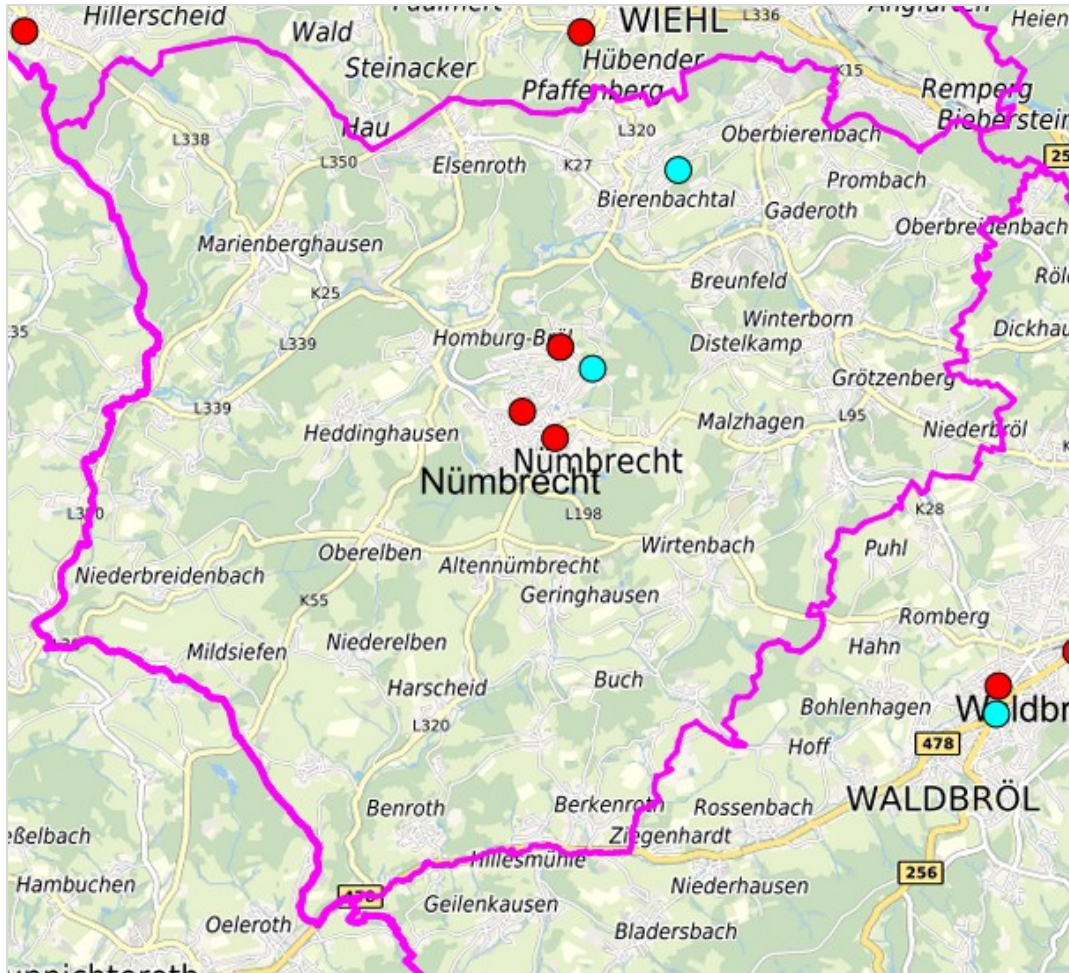 Hillerscheid
Wald
WIEHL
L336
Heien
Steinacker
Hübender
K15
Pfaffenberg
Remperg
Bieberstein
Hau
L338
L320
Oberbierenbach
L350
Elsenroth
K27
Prombach
Bierenbachtal
Gaderoth
Oberbreidenbach
Marienberghausen
Breunfeld
K25
Winterborn
35
L339
Homburg-Bröl
Distelkamp
Dickhau
Grötzenberg
L339
Malzhagen
L95
Heddinghausen
Niederbröl
Nümbrecht
Nümbrecht
L198
K28
Oberelben
Wirtenbach
Puhl
Altennümbrecht
Niederbreidenbach
Geringhausen
K55
Romberg
Mildsiefen
Niederelben
Hahn
Harscheid
Buch
Bohlenhagen
Waldbr
L320
478
Hoff
Benroth
Berkenroth
Rossenbach
WALDBRÖL
Ziegenhardt
Hillesmühle
256
Hambuchen
Niederhausen
Geilenkausen
Oeleroth
Bladersbach